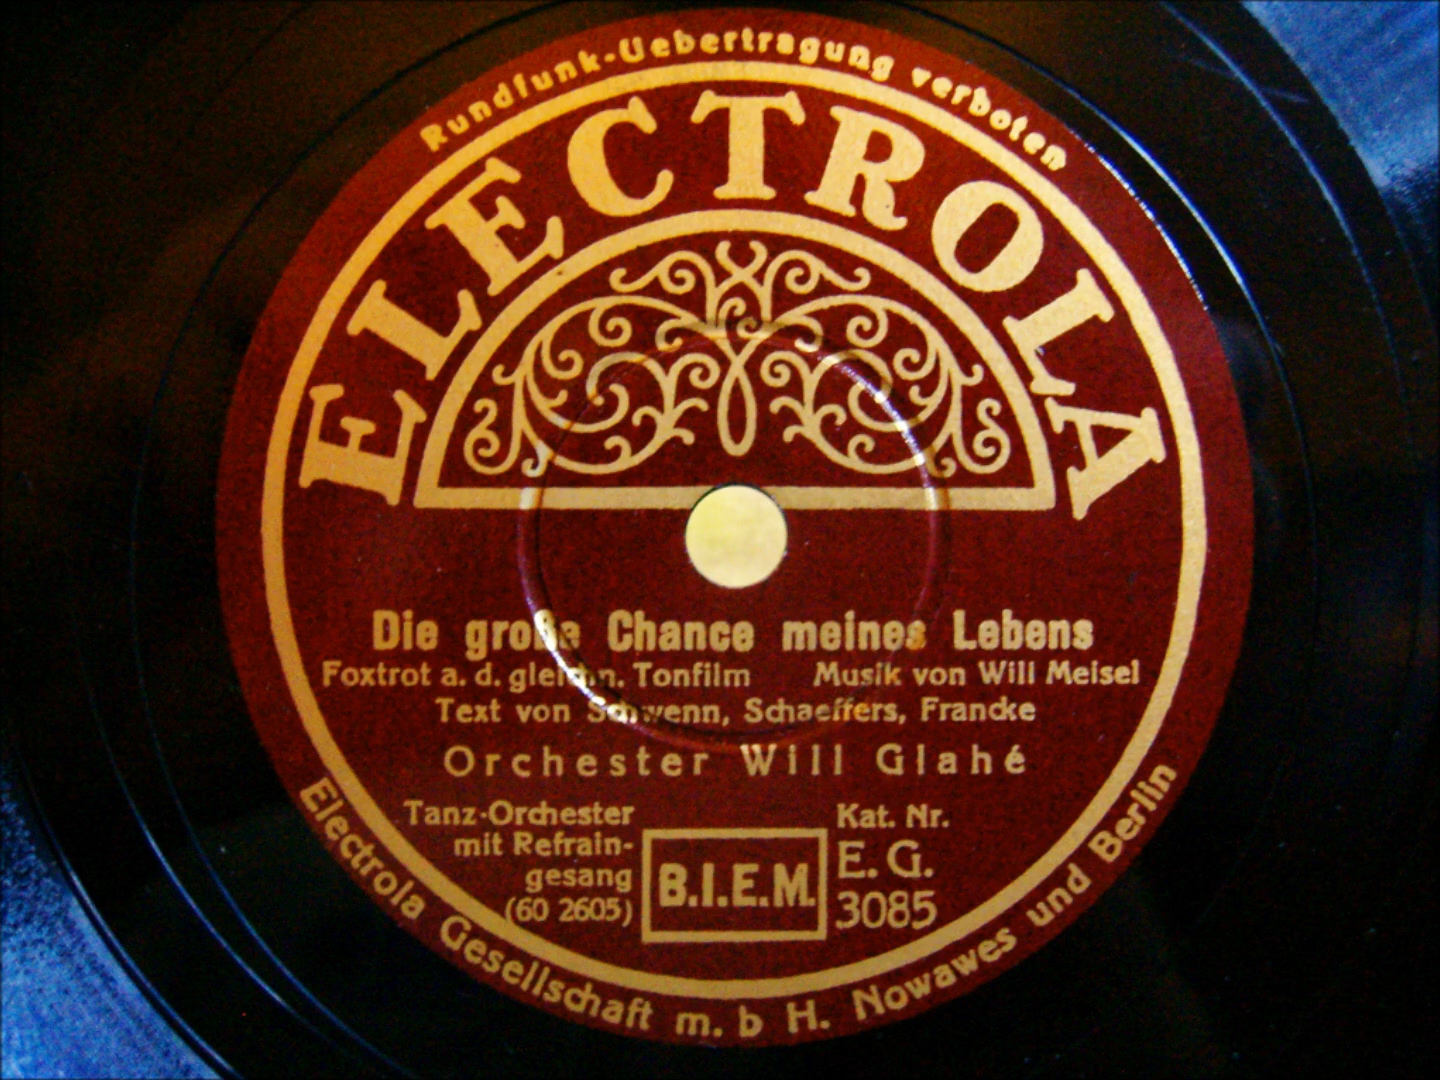 Rundfunk-Uebertragung verboten
ELECTROLA
Die große Chance meines Lebens
Foxtrot a. d. gleichn. Tonfilm Musik von Will Meisel
Text von Schwenn, Schaeffers, Francke
Orchester Will Glahé
Tanz-Orchester
mit Refrain-
gesang
(60 2605)
B.I.E.M.
Kat. Nr.
E. G.
3085
Electrola Gesellschaft m. b H. Nowawes und Berlin